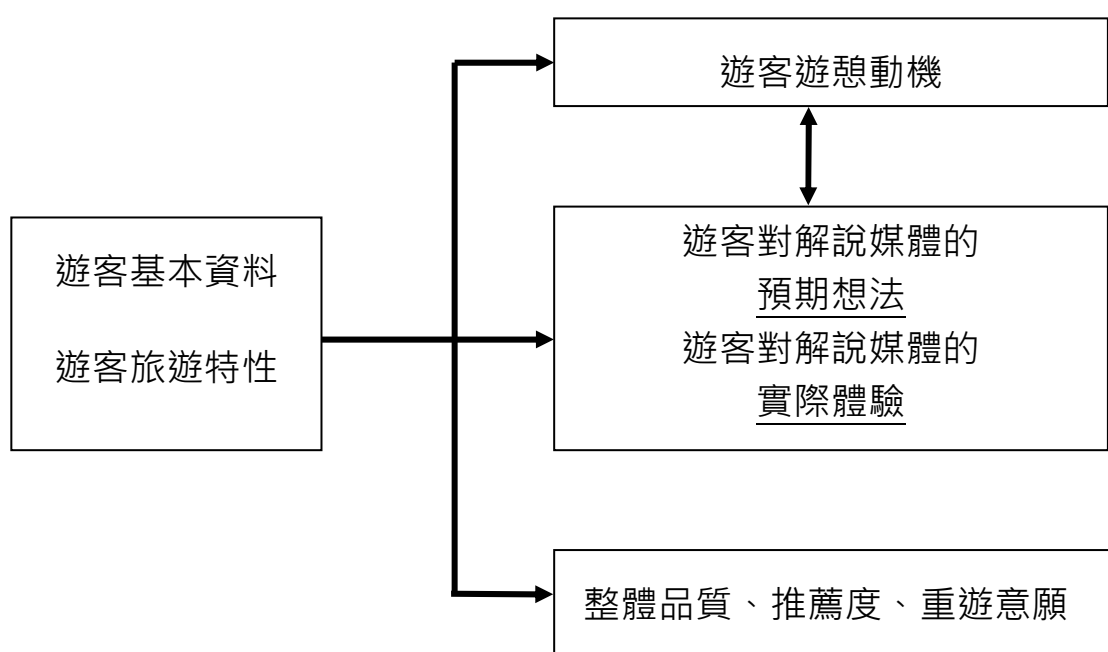 遊客遊憩動機
遊客基本資料
遊客旅遊特性
遊客對解說媒體的
預期想法
遊客對解說媒體的
實際體驗
整體品質、推薦度、重遊意願